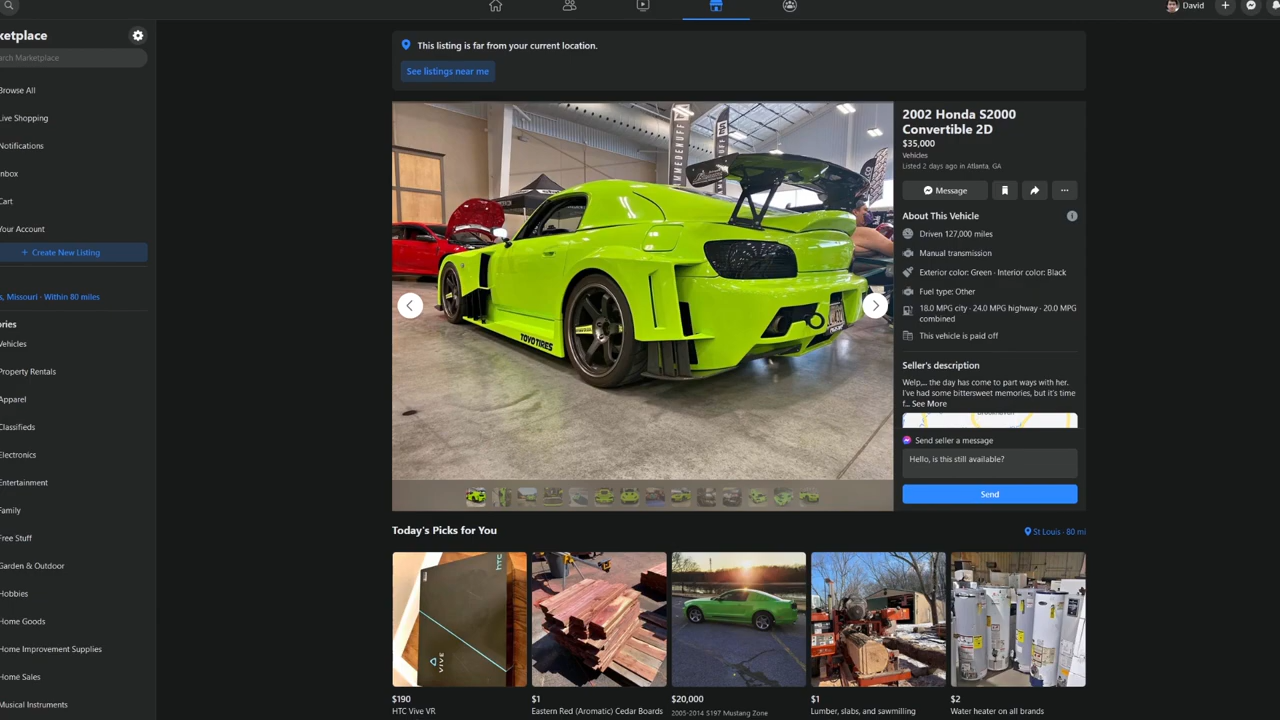 David
ketplace
arch Marketplace
Browse All
Live Shopping
Notifications
nbox
Cart
Your Account
+ Create New Listing
s, Missouri · Within 80 miles
ories
Vehicles
Property Rentals
Apparel
Classifieds
Electronics
Entertainment
Family
Free Stuff
Garden & Outdoor
Hobbies
Home Goods
Home Improvement Supplies
Home Sales
Musical Instruments
This listing is far from your current location.
See listings near me
TOYOTIRES
2002 Honda S2000
Convertible 2D
$35,000
Vehicles
Listed 2 days ago in Atlanta, GA
Message
About This Vehicle
Driven 127,000 miles
Manual transmission
Exterior color: Green · Interior color: Black
Fuel type: Other
18.0 MPG city · 24.0 MPG highway · 20.0 MPG
combined
This vehicle is paid off
Seller's description
Welp,... the day has come to part ways with her.
I've had some bittersweet memories, but it's time
f... See More
Send seller a message
Hello, is this still available?
Send
Today's Picks for You
St Louis · 80 mi
hTC
VIVE
$190
HTC Vive VR
$1
Eastern Red (Aromatic) Cedar Boards
$20,000
2005-2014 S197 Mustang Zone
$1
Lumber, slabs, and sawmilling
$2
Water heater on all brands